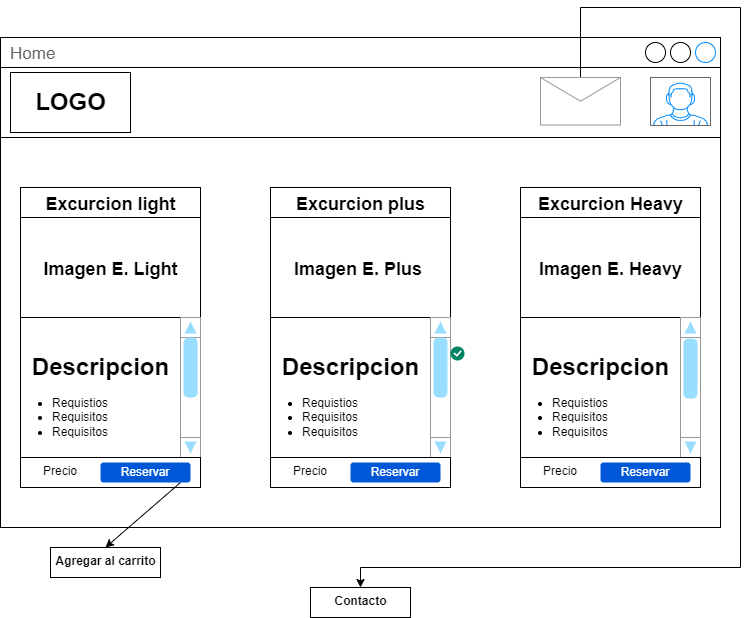 Home
LOGO
Excurcion light
Excurcion plus
Excurcion Heavy
Imagen E. Light
Imagen E. Plus
Imagen E. Heavy
Descripcion
Requistios
Requisitos
Requisitos
Descripcion
Requistios
Requisitos
Requisitos
Descripcion
Requistios
Requisitos
Requisitos
Precio
Reservar
Precio
Reservar
Precio
Reservar
Agregar al carrito
Contacto